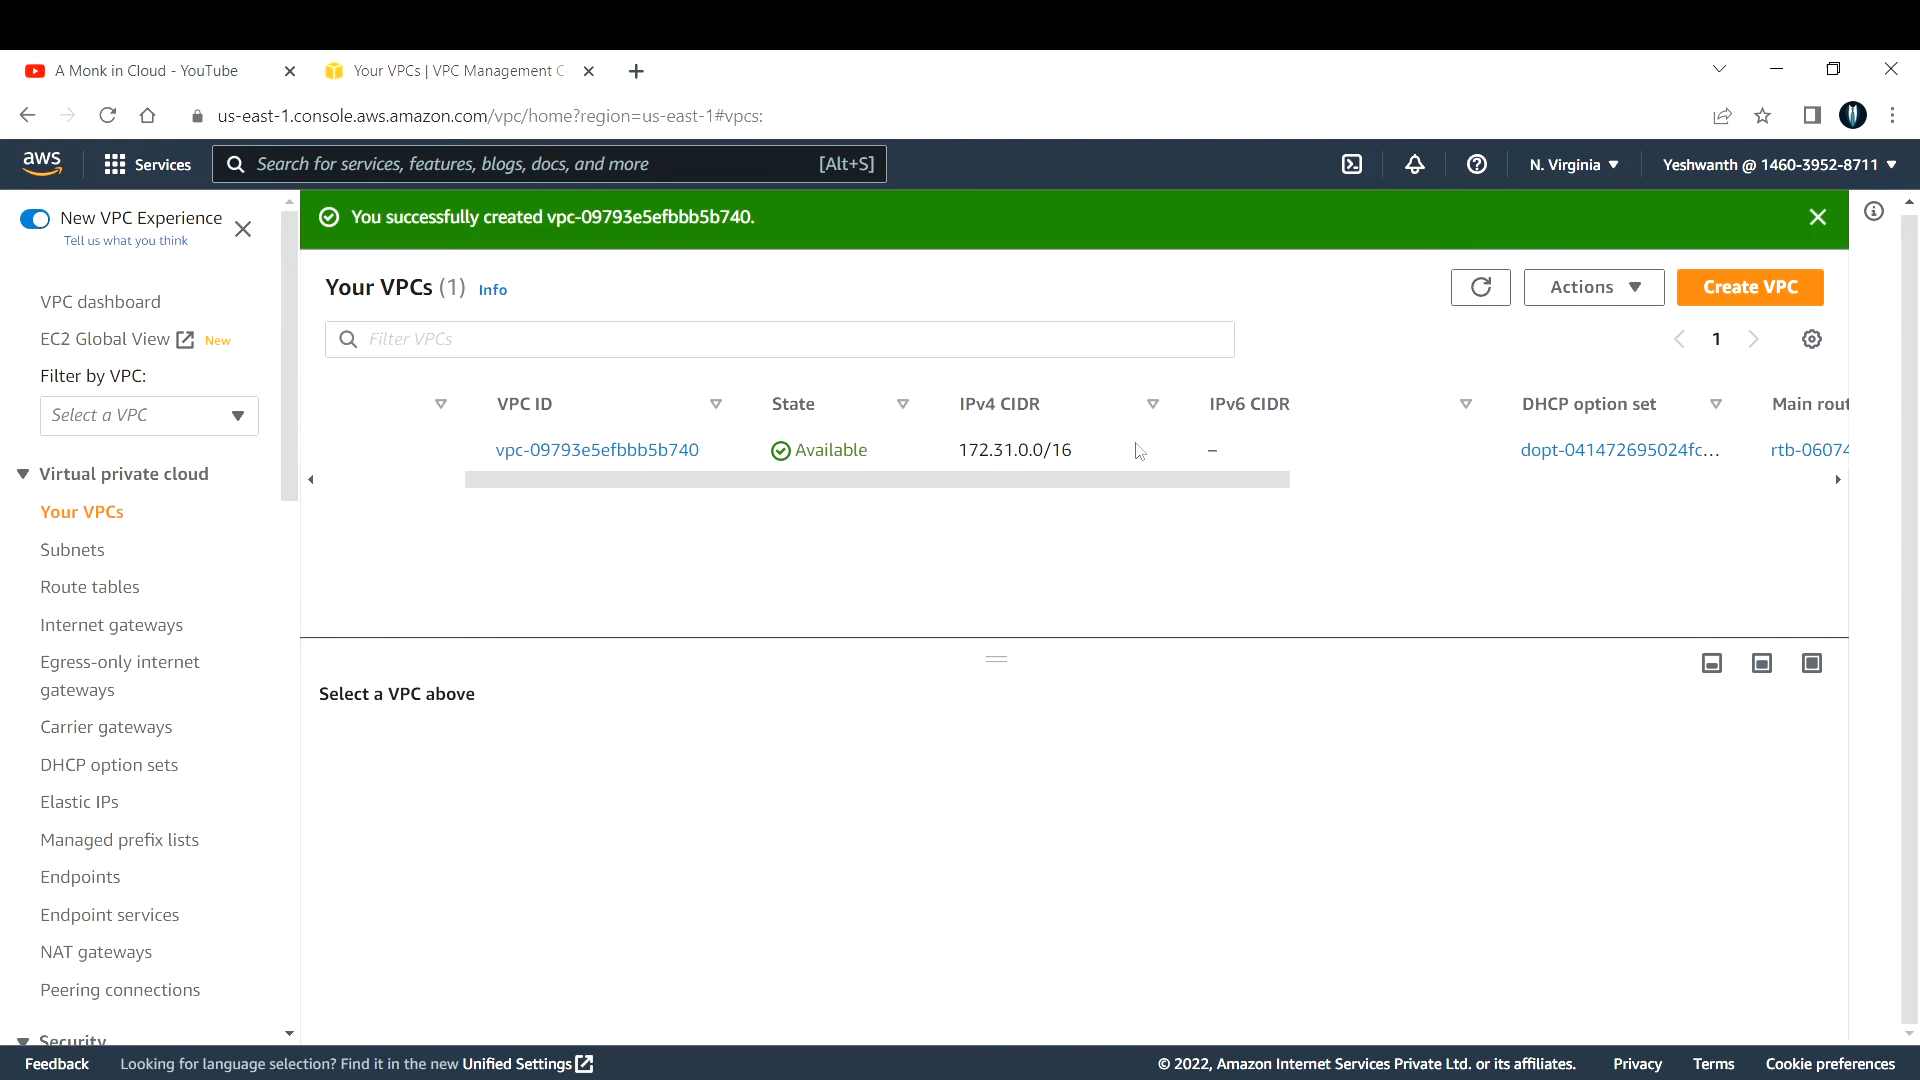 A Monk in Cloud - YouTube
Your VPCs | VPC Management C
us-east-1.console.aws.amazon.com/vpc/home?region=us-east-1#vpcs:
aws
Services
Search for services, features, blogs, docs, and more
[Alt+S]
N. Virginia
Yeshwanth @ 1460-3952-8711
New VPC Experience
Tell us what you think
You successfully created vpc-09793e5efbbb5b740.
VPC dashboard
EC2 Global View New
Filter by VPC:
Select a VPC
Virtual private cloud
Your VPCs
Subnets
Route tables
Internet gateways
Egress-only internet
gateways
Carrier gateways
DHCP option sets
Elastic IPs
Managed prefix lists
Endpoints
Endpoint services
NAT gateways
Peering connections
Security
Your VPCs (1) Info
Actions
Create VPC
Filter VPCs
1
VPC ID State IPv4 CIDR IPv6 CIDR DHCP option set Main rout
vpc-09793e5efbbb5b740 Available 172.31.0.0/16 – dopt-041472695024fc... rtb-06074
Select a VPC above
Feedback
Looking for language selection? Find it in the new Unified Settings
© 2022, Amazon Internet Services Private Ltd. or its affiliates.
Privacy
Terms
Cookie preferences